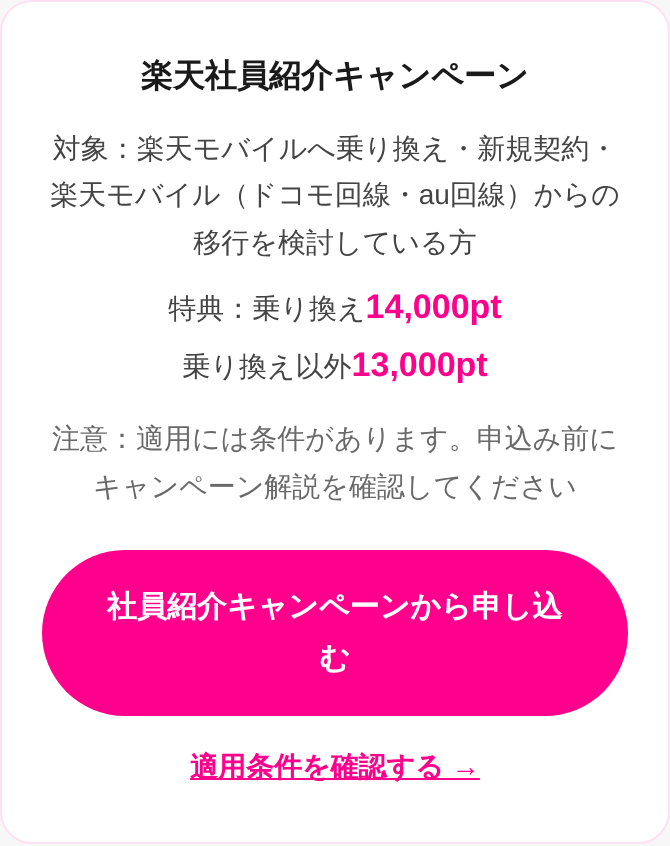 楽天社員紹介キャンペーン
対象：楽天モバイルへ乗り換え・新規契約・
楽天モバイル（ドコモ回線・au回線）からの
移行を検討している方
特典：乗り換え14,000pt
乗り換え以外13,000pt
注意：適用には条件があります。申込み前に
キャンペーン解説を確認してください
社員紹介キャンペーンから申し込
む
適用条件を確認する →